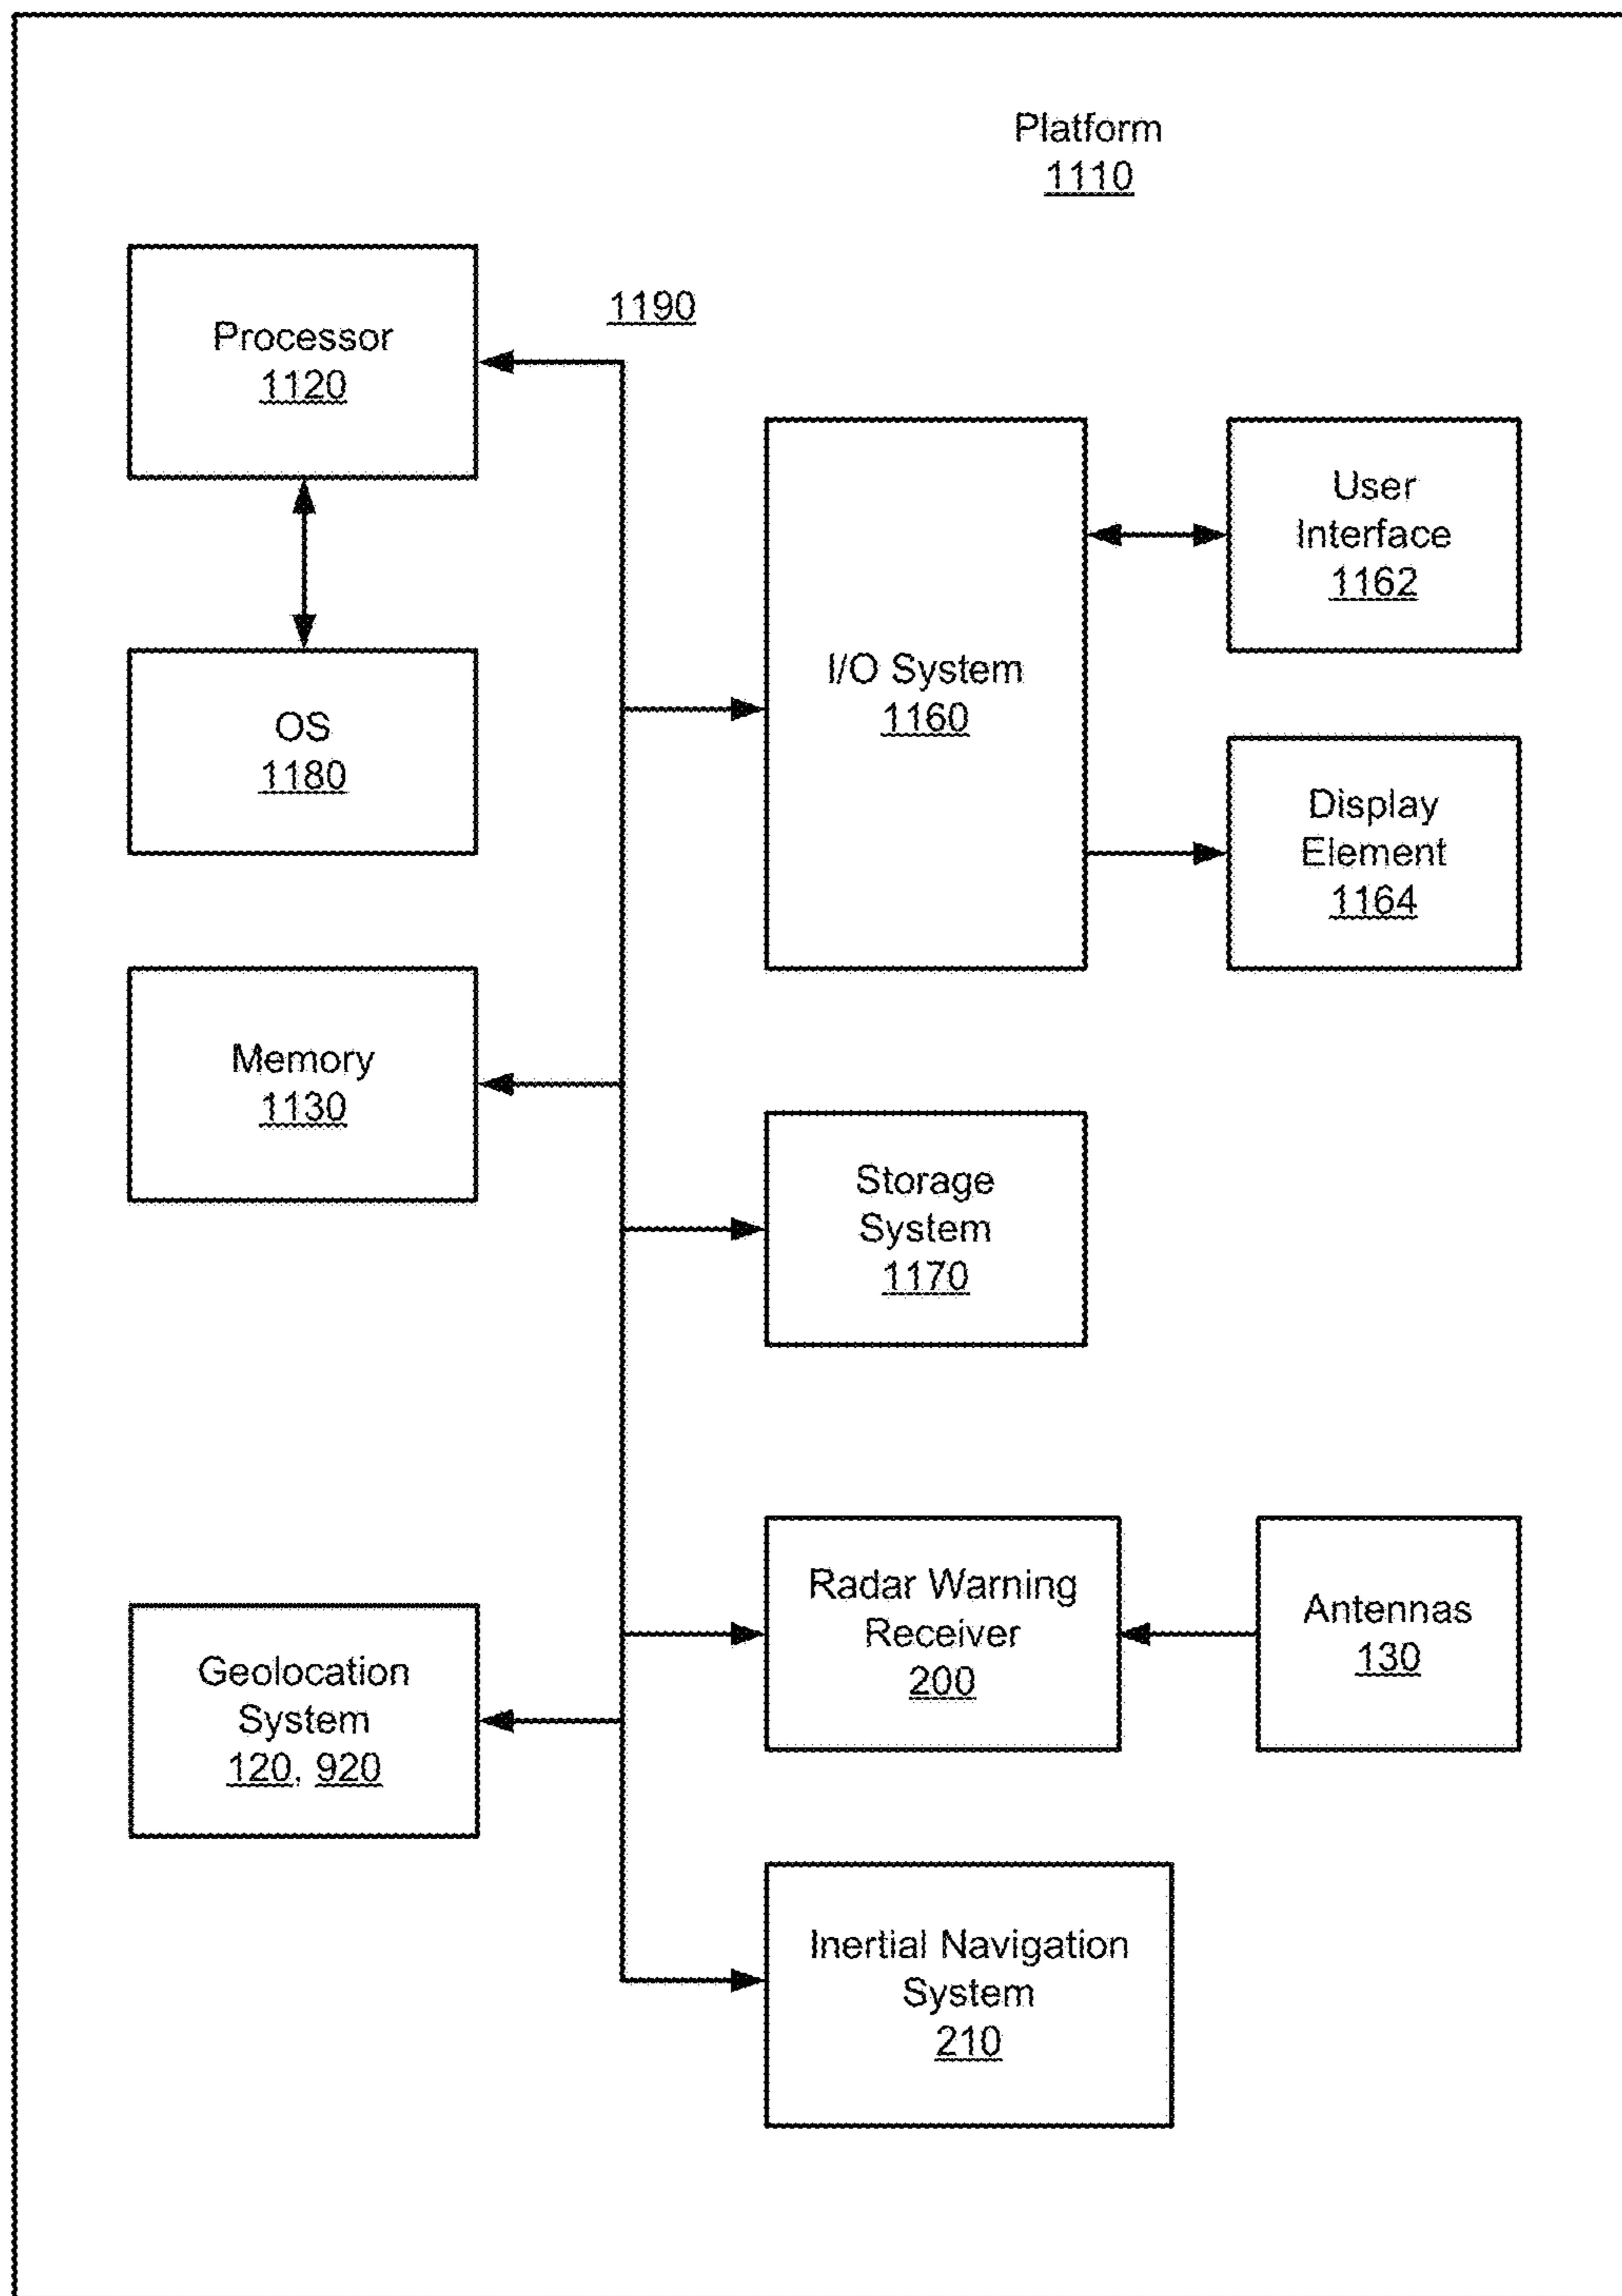 Platform
1110
Processor
1120
1190
User
Interface
1162
I/O System
1160
OS
1180
Display
Element
1164
Memory
1130
Storage
System
1170
Radar Warning
Receiver
200
Antennas
130
Geolocation
System
120, 920
Inertial Navigation
System
210